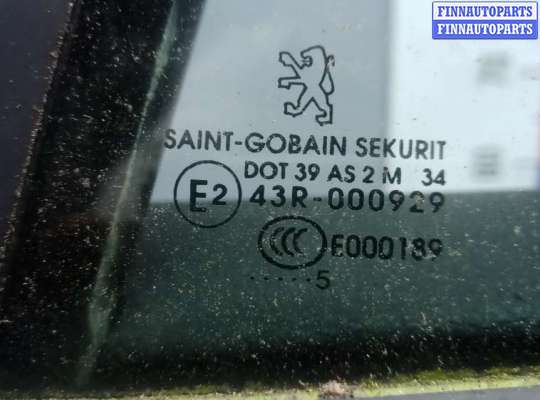 FINNAUTOPARTS
FINNAUTOPARTS
SAINT-GOBAIN SEKURIT
DOT 39 AS 2 M 34
E2 43R-000929
CCC E000189
.....5